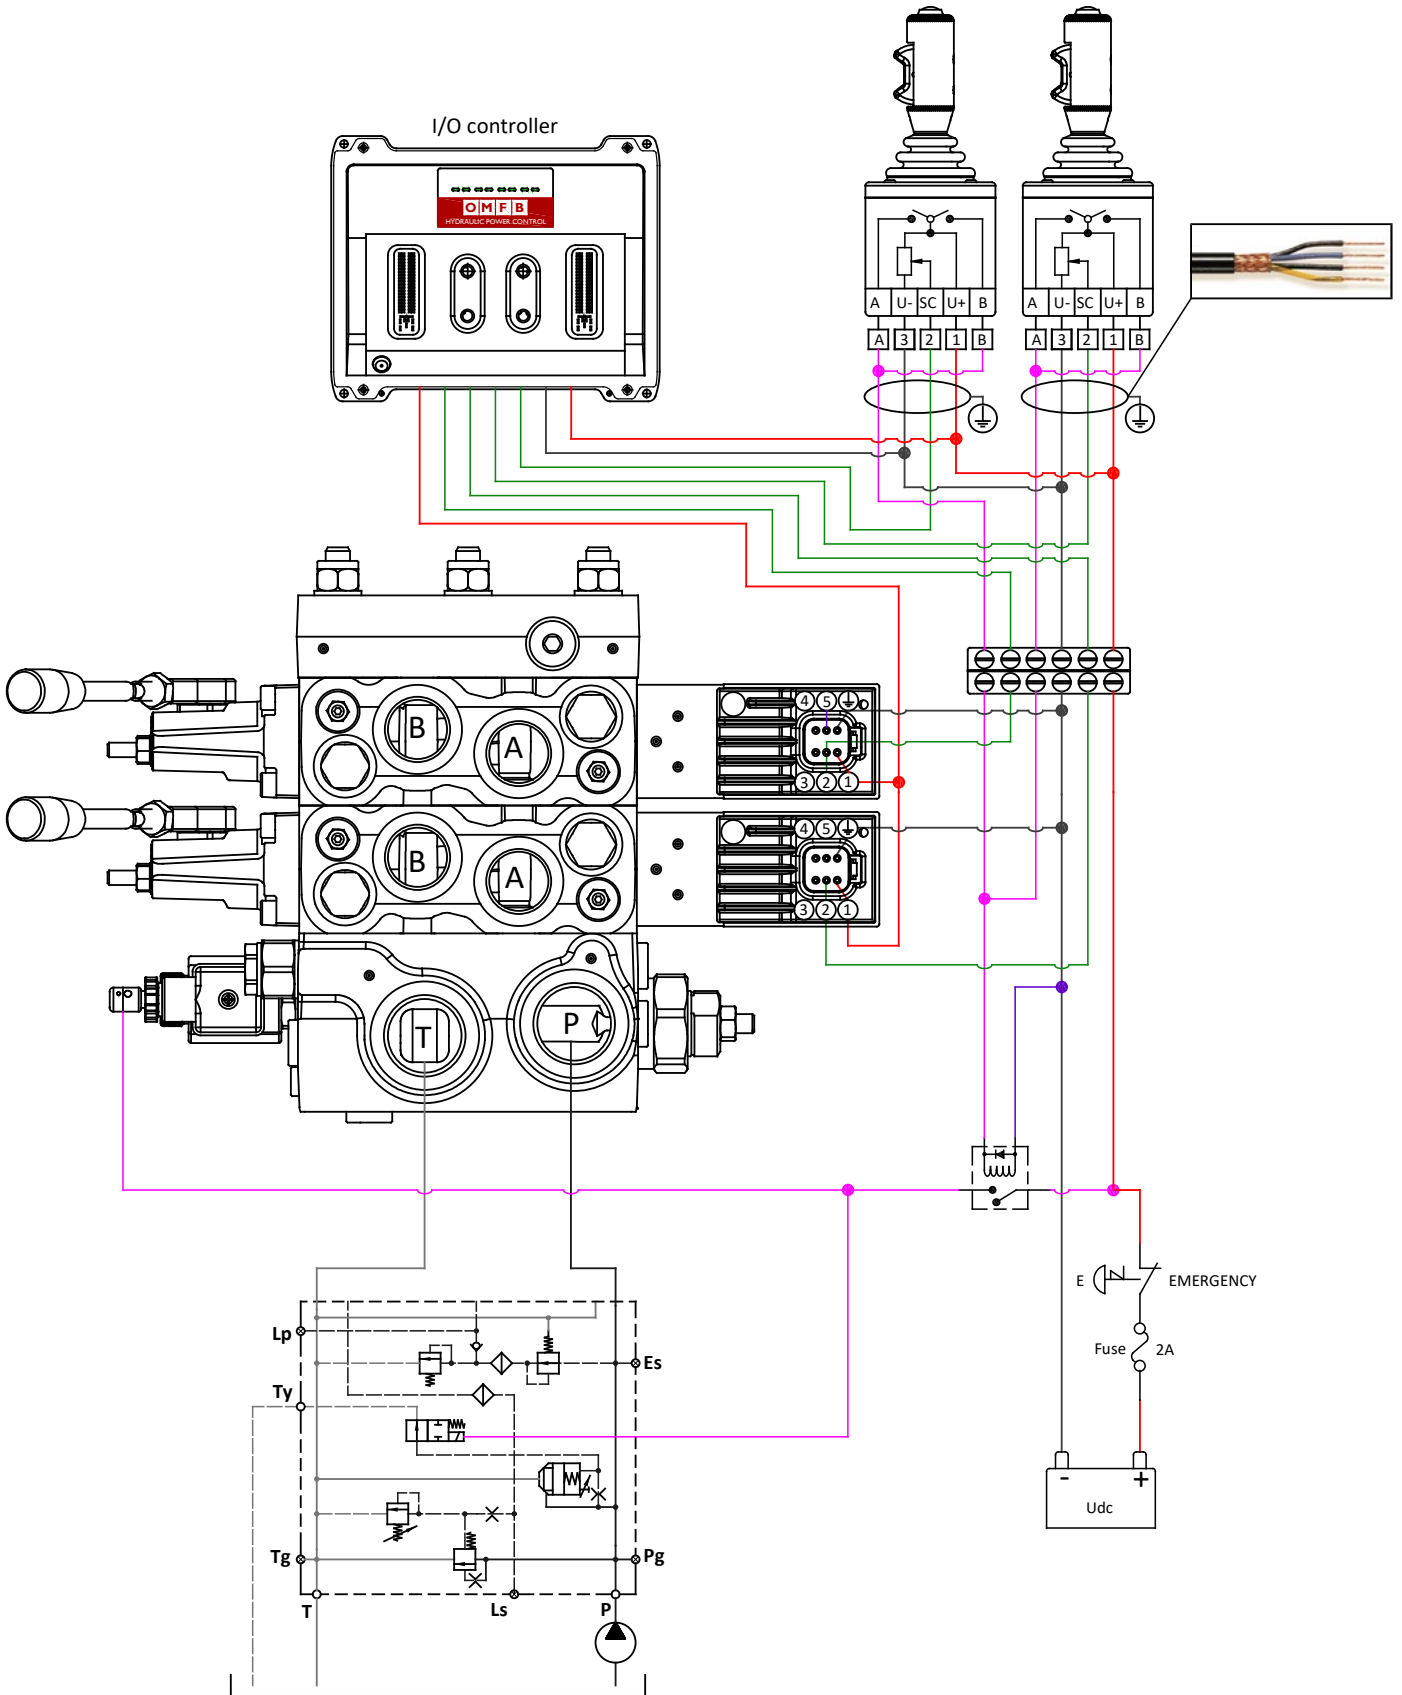 I/O controller
OMFB
HYDRAULIC POWER CONTROL
A U- SC U+ B
A U- SC U+ B
A 3 2 1 B
A 3 2 1 B
B A
4 5
3 2 1
B A
4 5
3 2 1
T P
E EMERGENCY
Fuse 2A
Lp
Es
Ty
- +
Udc
Tg
Pg
T Ls P